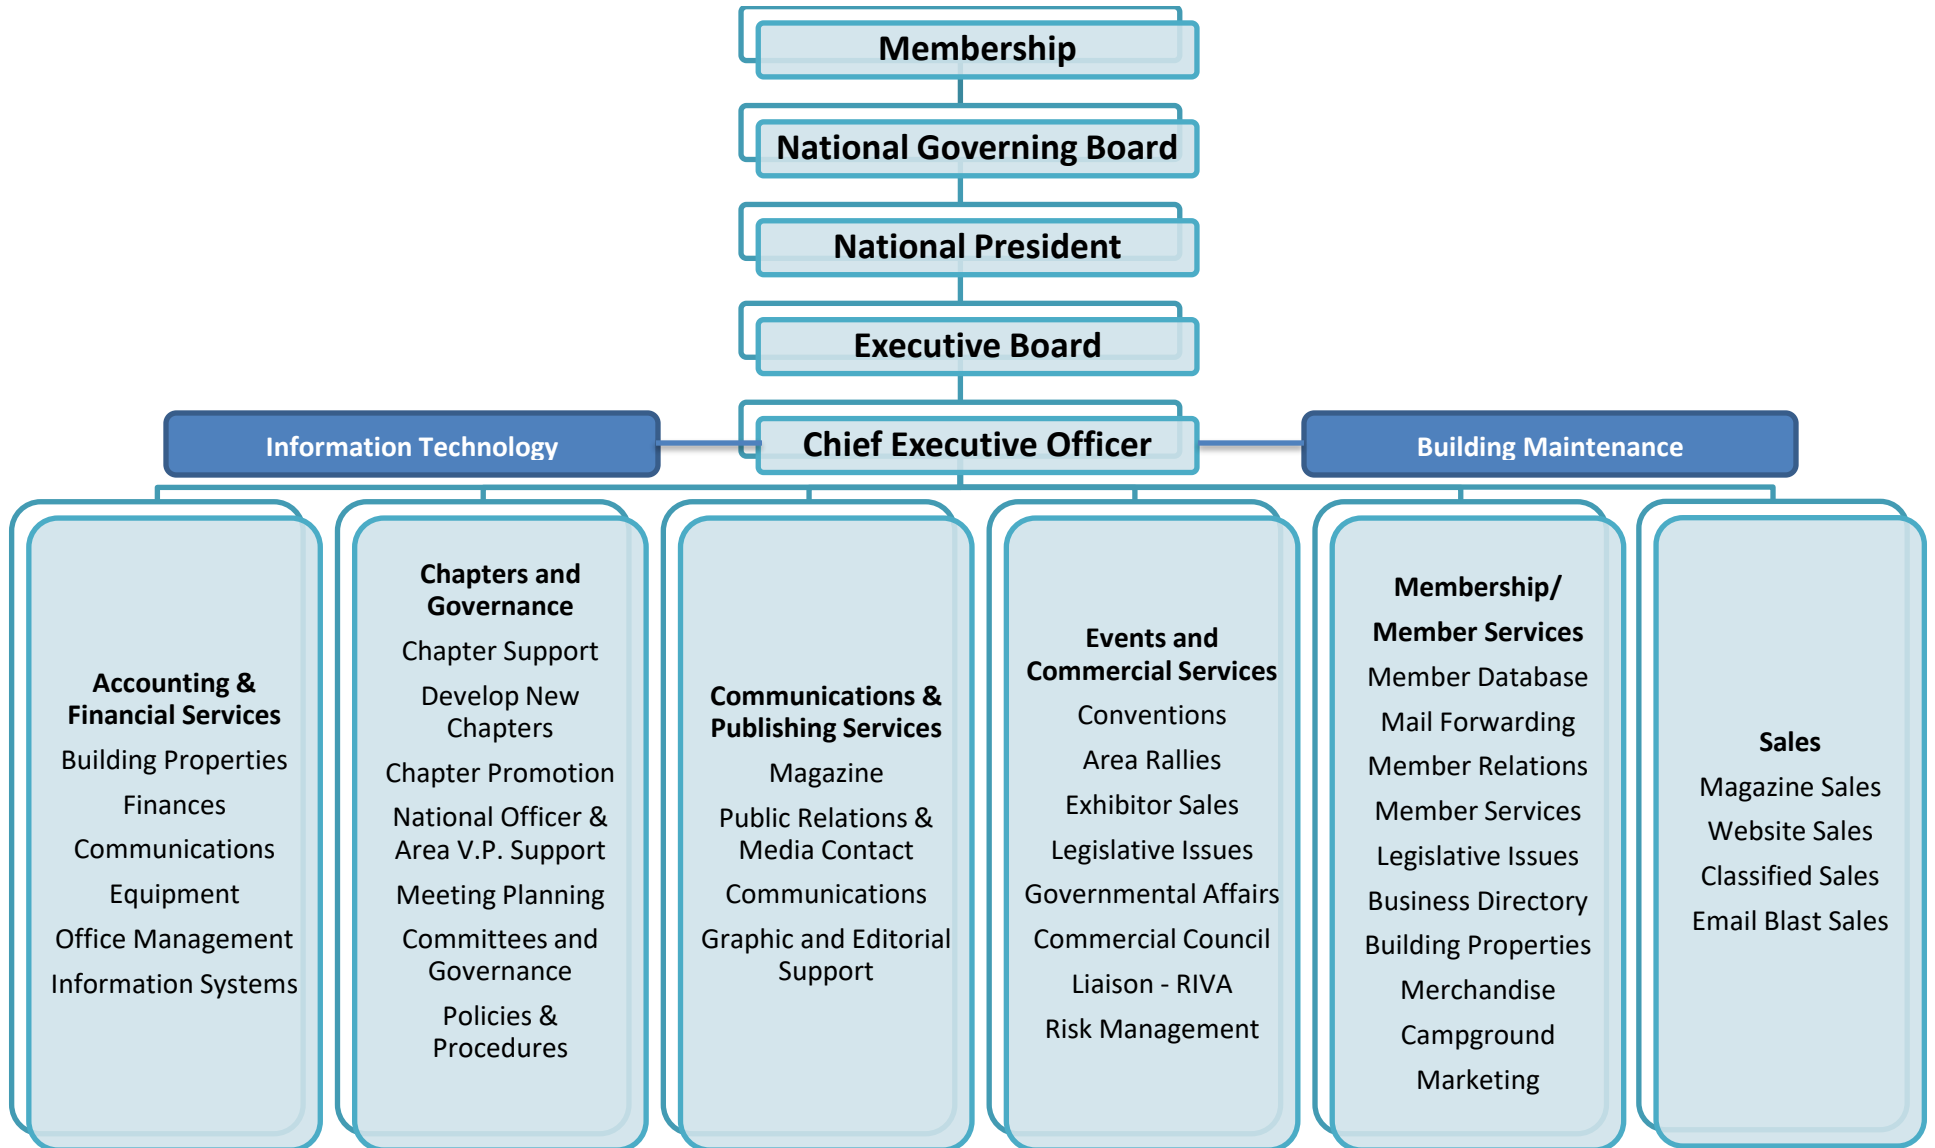 Membership
National Governing Board
National President
Executive Board
Information Technology
Chief Executive Officer
Building Maintenance
Accounting &
Financial Services
Building Properties
Finances
Communications
Equipment
Office Management
Information Systems
Chapters and
Governance
Chapter Support
Develop New
Chapters
Chapter Promotion
National Officer &
Area V.P. Support
Meeting Planning
Committees and
Governance
Policies &
Procedures
Communications &
Publishing Services
Magazine
Public Relations &
Media Contact
Communications
Graphic and Editorial
Support
Events and
Commercial Services
Conventions
Area Rallies
Exhibitor Sales
Legislative Issues
Governmental Affairs
Commercial Council
Liaison - RIVA
Risk Management
Membership/
Member Services
Member Database
Mail Forwarding
Member Relations
Member Services
Legislative Issues
Business Directory
Building Properties
Merchandise
Campground
Marketing
Sales
Magazine Sales
Website Sales
Classified Sales
Email Blast Sales